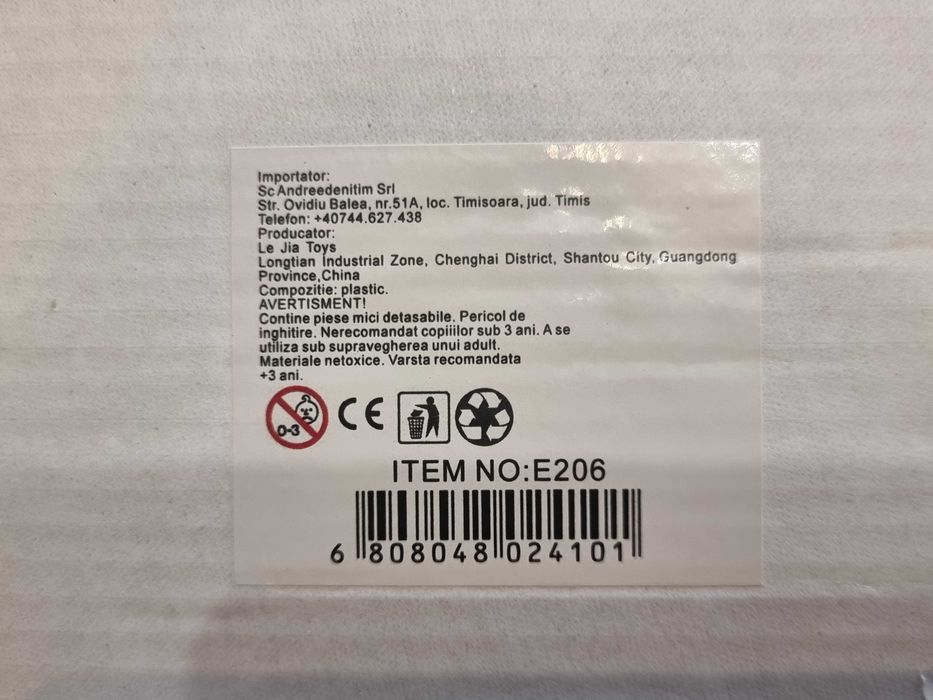 Importator:
Sc Andreedenitim Srl
Str. Ovidiu Balea, nr.51A, loc. Timisoara, jud. Timis
Telefon: +40744.627.438
Producator:
Le Jia Toys
Longtian Industrial Zone, Chenghai District, Shantou City, Guangdong
Province,China
Compozitie: plastic.
AVERTISMENT!
Contine piese mici detasabile. Pericol de
inghitire. Nerecomandat copiiilor sub 3 ani. A se
utiliza sub supravegherea unui adult.
Materiale netoxice. Varsta recomandata
+3 ani.
0-3 CE
ITEM NO:E206
6 808048 024101